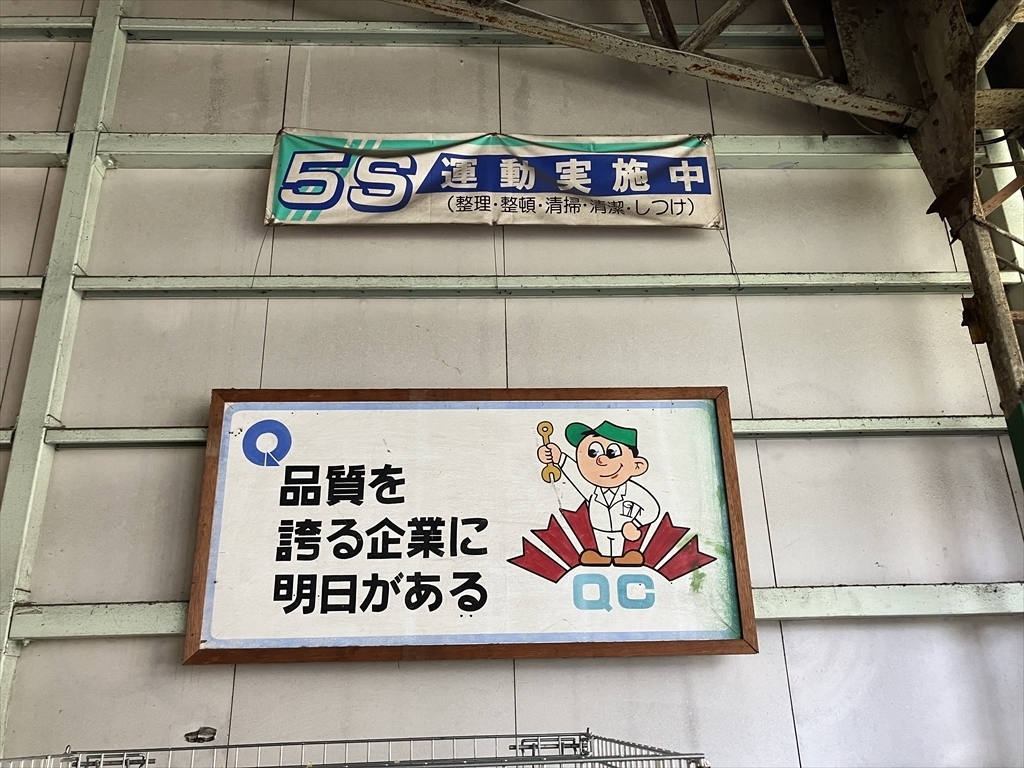 5S 運動実施中
(整理・整頓・清掃・清潔・しつけ)
Q
品質を
誇る企業に
明日がある
QC